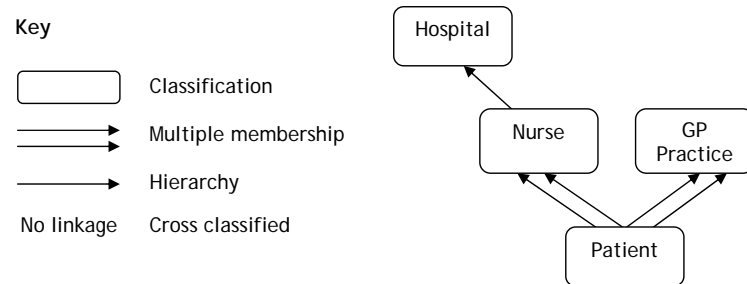 Key
Classification
Multiple membership
Hierarchy
No linkage Cross classified
Hospital
Nurse
GP
Practice
Patient